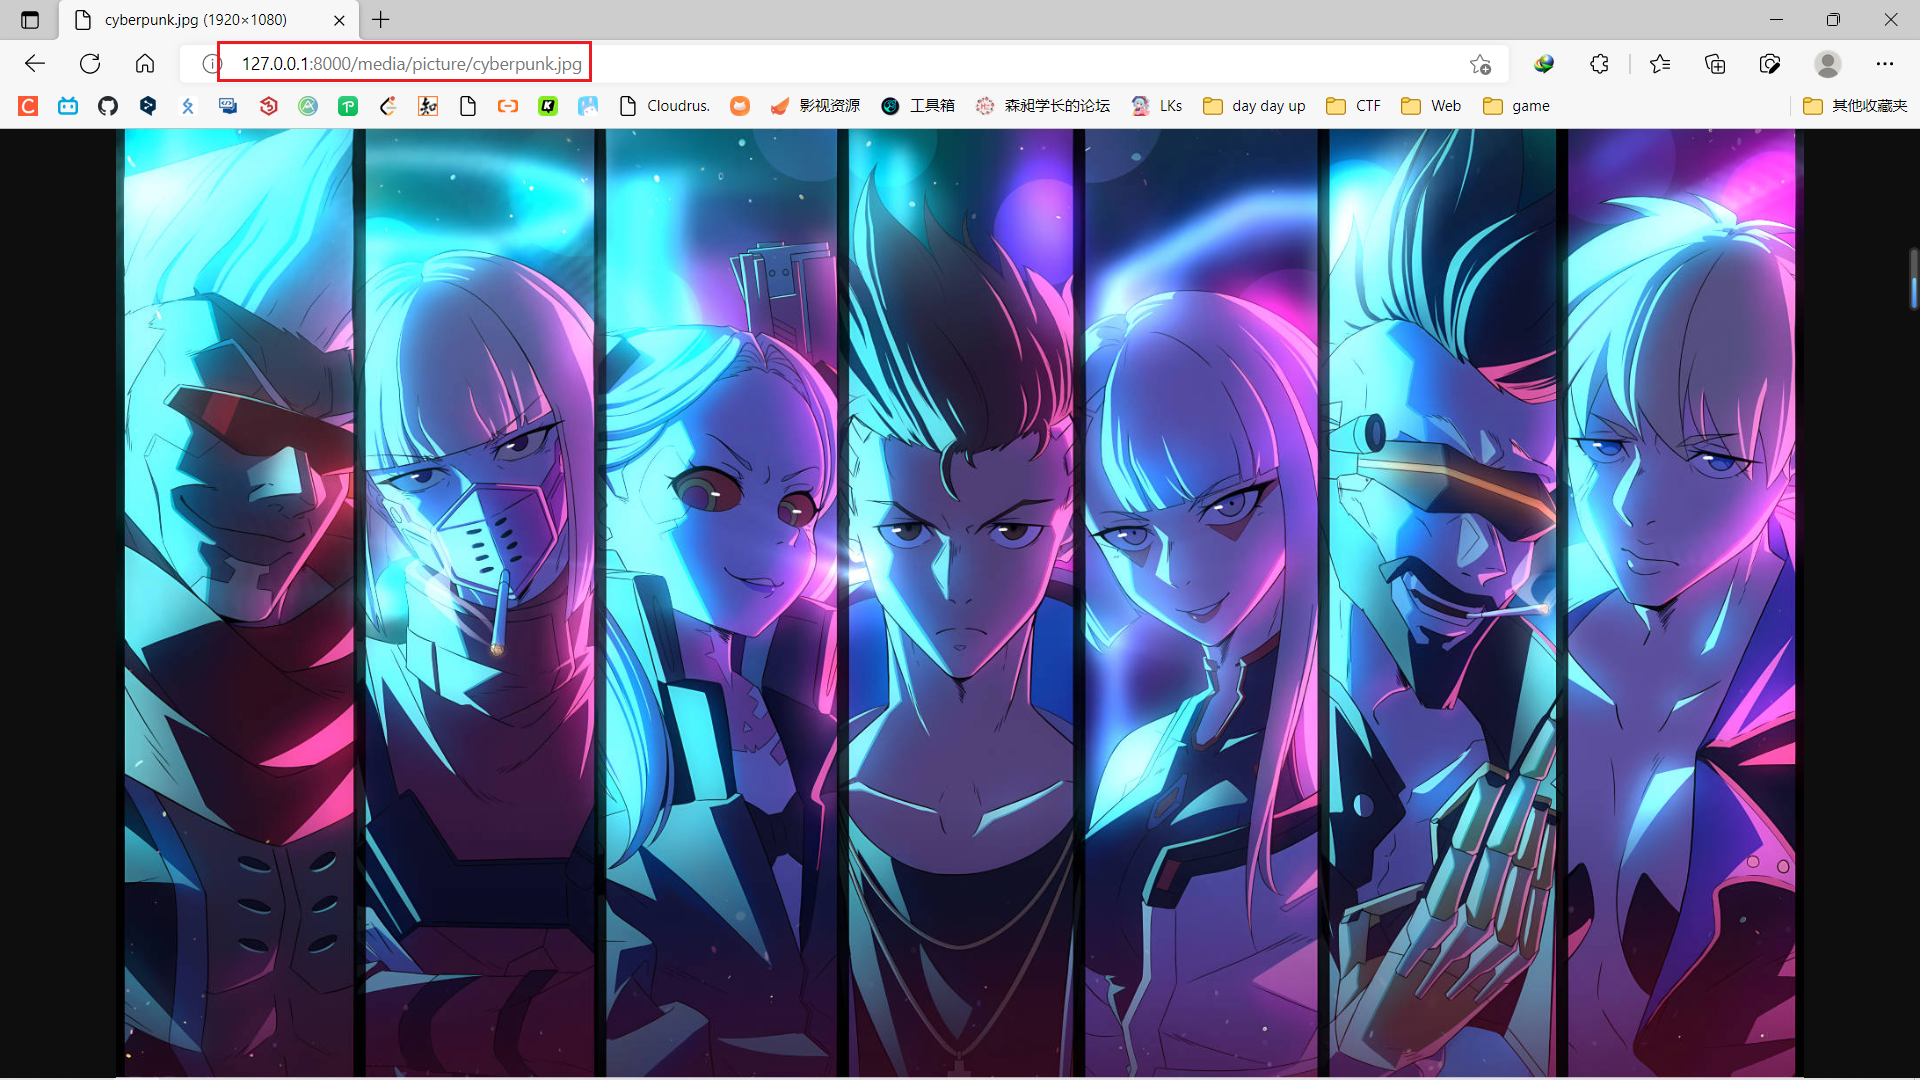 cyberpunk.jpg (1920×1080)
127.0.0.1:8000/media/picture/cyberpunk.jpg
Cloudrus. 影视资源 工具箱 森昶学长的论坛 LKs day day up CTF Web game 其他收藏夹